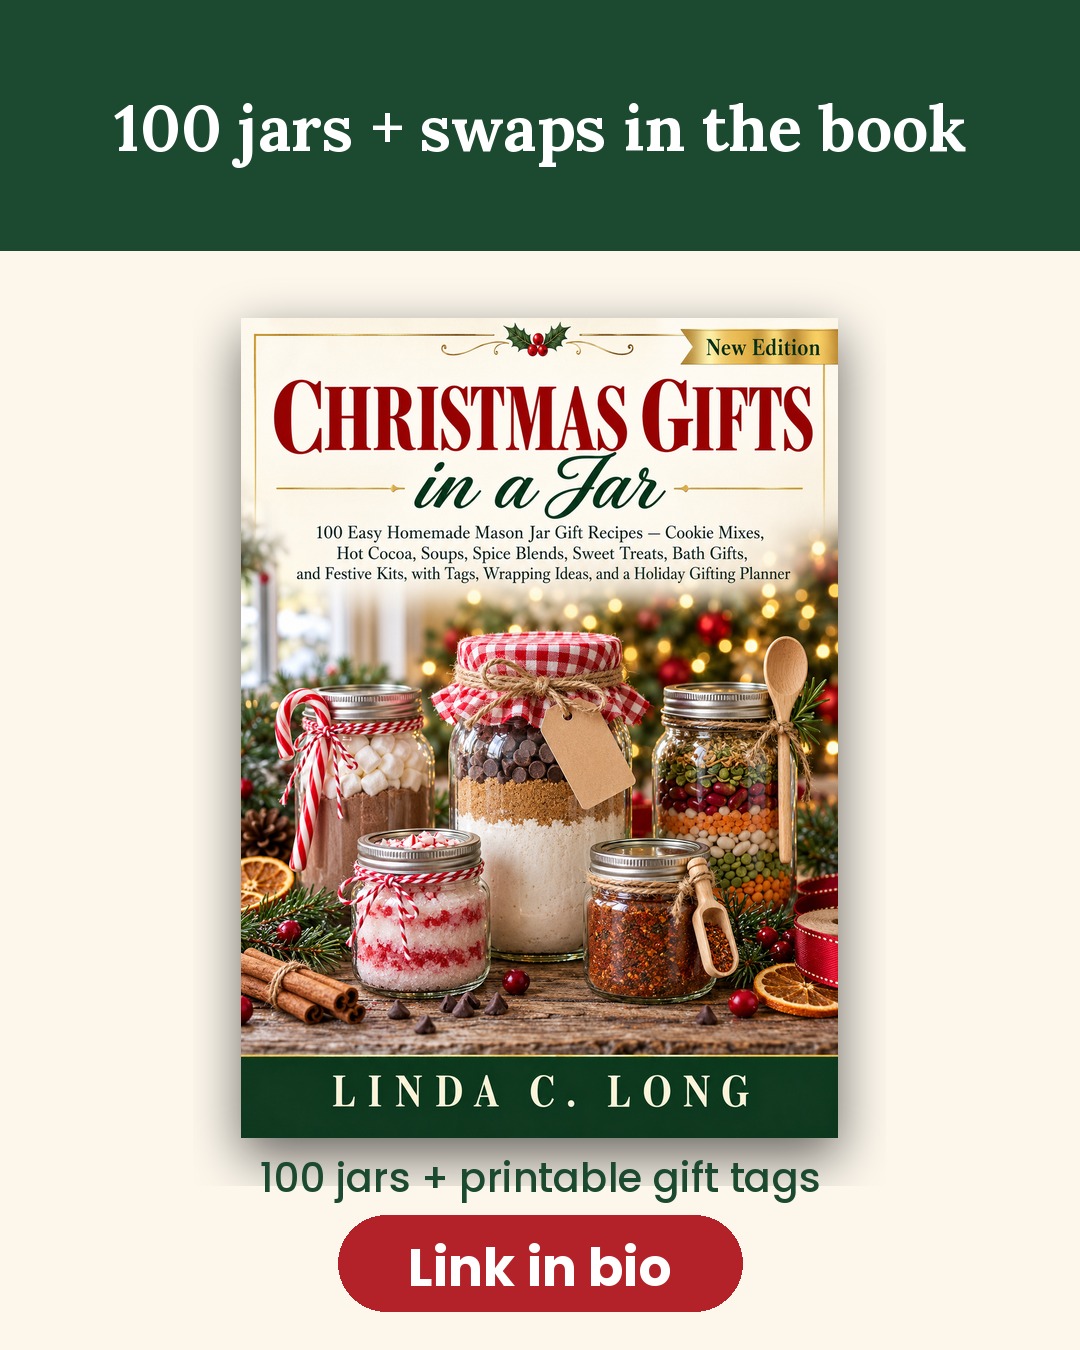 100 jars + swaps in the book
New Edition
CHRISTMAS GIFTS
in a Jar
100 Easy Homemade Mason Jar Gift Recipes — Cookie Mixes,
Hot Cocoa, Soups, Spice Blends, Sweet Treats, Bath Gifts,
and Festive Kits, with Tags, Wrapping Ideas, and a Holiday Gifting Planner
LINDA C. LONG
100 jars + printable gift tags
Link in bio